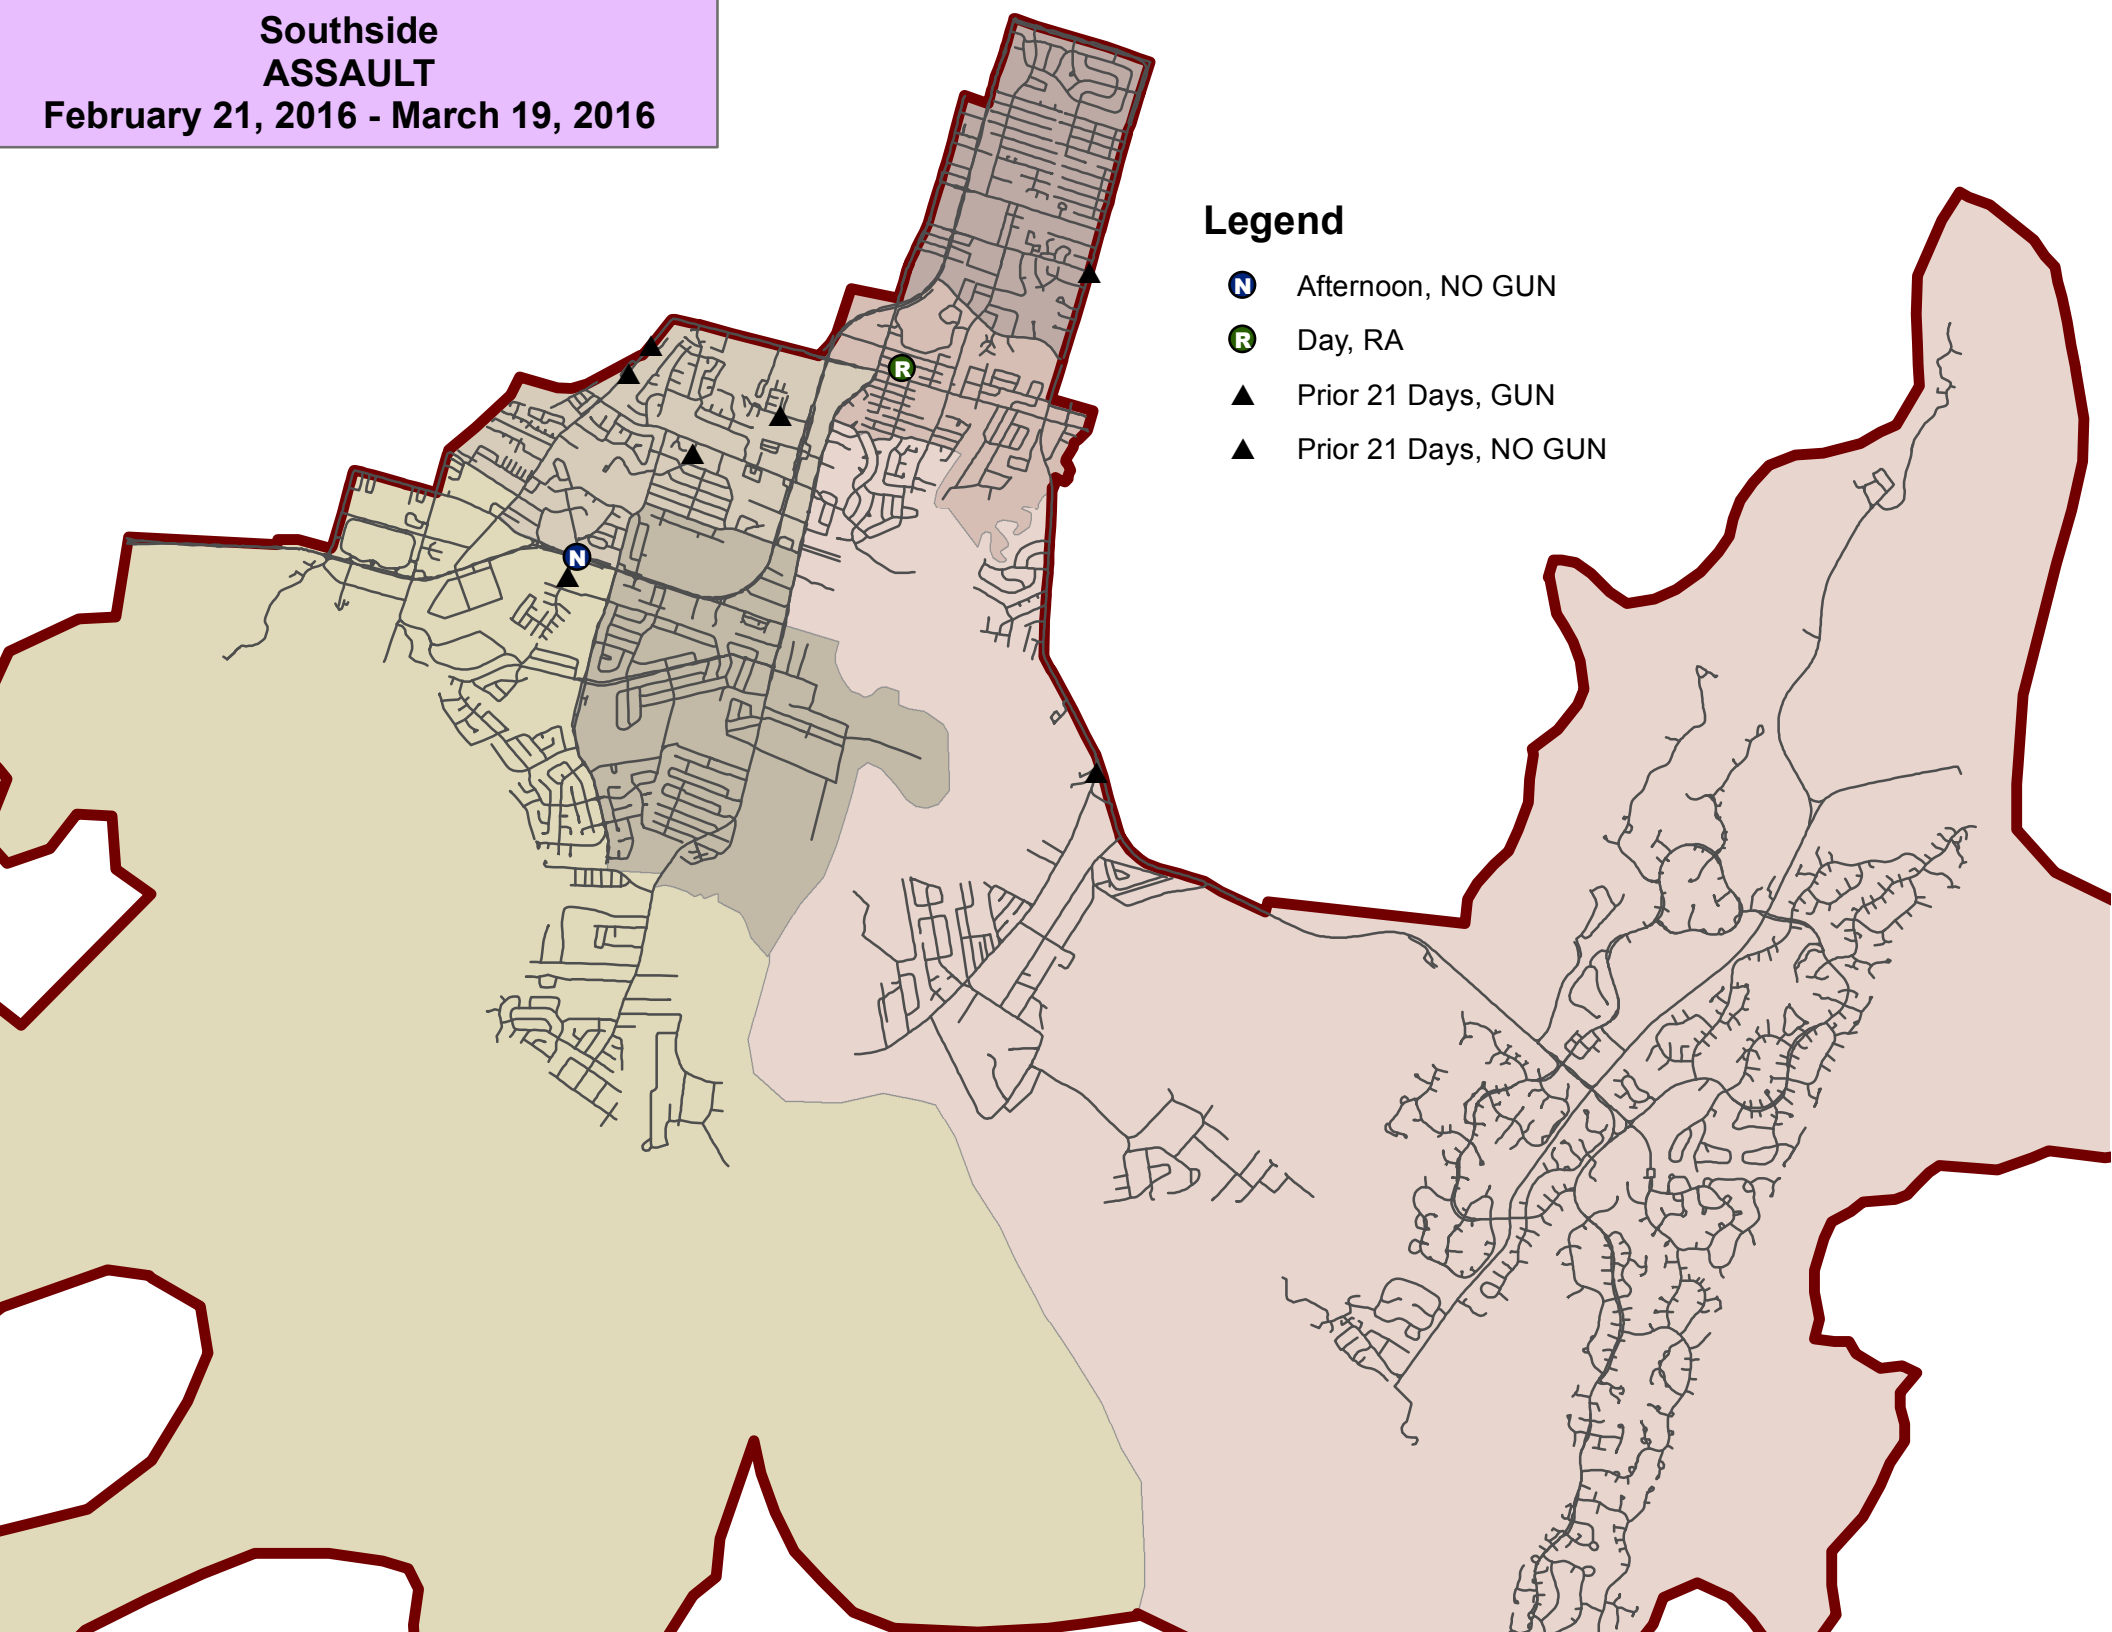 Southside
ASSAULT
February 21, 2016 - March 19, 2016
Legend
N Afternoon, NO GUN
R Day, RA
Prior 21 Days, GUN
Prior 21 Days, NO GUN
R
N